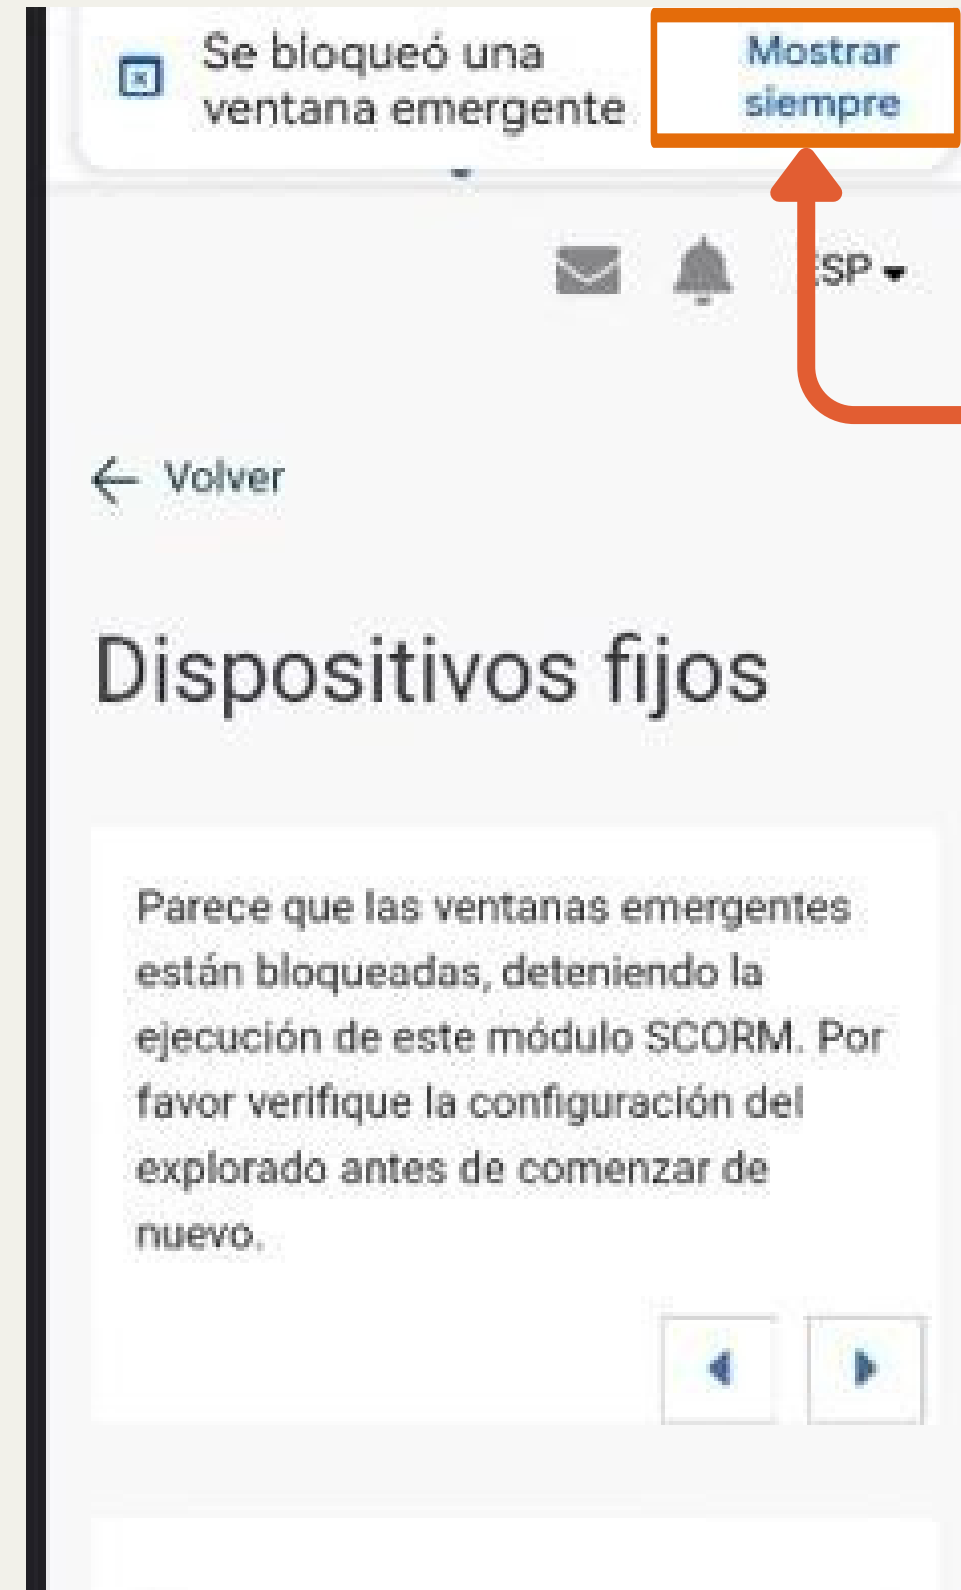 Se bloqueó una
ventana emergente
Mostrar
siempre
ESP
Volver
Dispositivos fijos
Parece que las ventanas emergentes
están bloqueadas, deteniendo la
ejecución de este módulo SCORM. Por
favor verifique la configuración del
explorado antes de comenzar de
nuevo.